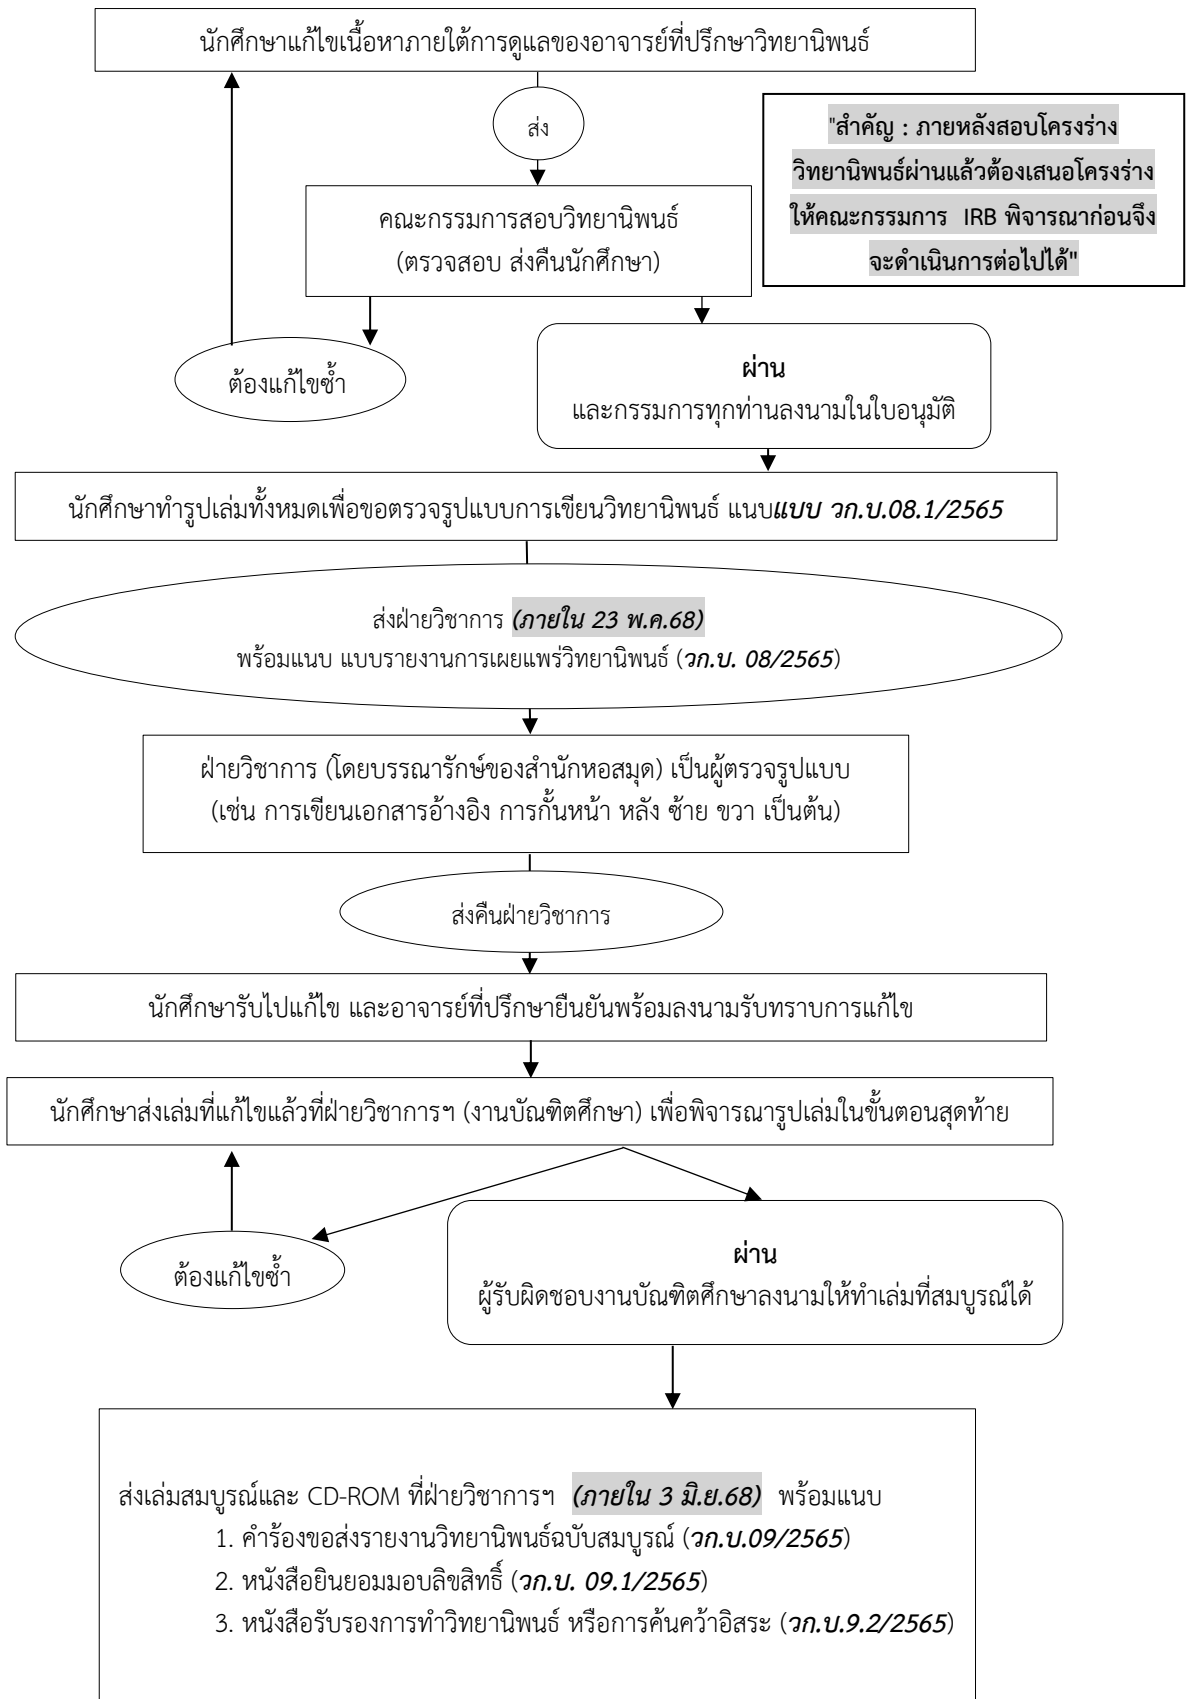 นักศึกษาแก้ไขเนื้อหาภายใต้การดูแลของอาจารย์ที่ปรึกษาวิทยานิพนธ์
ส่ง
"สำคัญ : ภายหลังสอบโครงร่าง
วิทยานิพนธ์ผ่านแล้วต้องเสนอโครงร่าง
ให้คณะกรรมการ IRB พิจารณาก่อนจึง
จะดำเนินการต่อไปได้"
คณะกรรมการสอบวิทยานิพนธ์
(ตรวจสอบ ส่งคืนนักศึกษา)
ต้องแก้ไขซ้ำ
ผ่าน
และกรรมการทุกท่านลงนามในใบอนุมัติ
นักศึกษาทำรูปเล่มทั้งหมดเพื่อขอตรวจรูปแบบการเขียนวิทยานิพนธ์ แนบแบบ วก.บ.08.1/2565
ส่งฝ่ายวิชาการ (ภายใน 23 พ.ค.68)
พร้อมแนบ แบบรายงานการเผยแพร่วิทยานิพนธ์ (วก.บ. 08/2565)
ฝ่ายวิชาการ (โดยบรรณารักษ์ของสำนักหอสมุด) เป็นผู้ตรวจรูปแบบ
(เช่น การเขียนเอกสารอ้างอิง การกั้นหน้า หลัง ซ้าย ขวา เป็นต้น)
ส่งคืนฝ่ายวิชาการ
นักศึกษารับไปแก้ไข และอาจารย์ที่ปรึกษายืนยันพร้อมลงนามรับทราบการแก้ไข
นักศึกษาส่งเล่มที่แก้ไขแล้วที่ฝ่ายวิชาการฯ (งานบัณฑิตศึกษา) เพื่อพิจารณารูปเล่มในขั้นตอนสุดท้าย
ต้องแก้ไขซ้ำ
ผ่าน
ผู้รับผิดชอบงานบัณฑิตศึกษาลงนามให้ทำเล่มที่สมบูรณ์ได้
ส่งเล่มสมบูรณ์และ CD-ROM ที่ฝ่ายวิชาการฯ (ภายใน 3 มิ.ย.68) พร้อมแนบ
1. คำร้องขอส่งรายงานวิทยานิพนธ์ฉบับสมบูรณ์ (วก.บ.09/2565)
2. หนังสือยินยอมมอบลิขสิทธิ์ (วก.บ. 09.1/2565)
3. หนังสือรับรองการทำวิทยานิพนธ์ หรือการค้นคว้าอิสระ (วก.บ.9.2/2565)